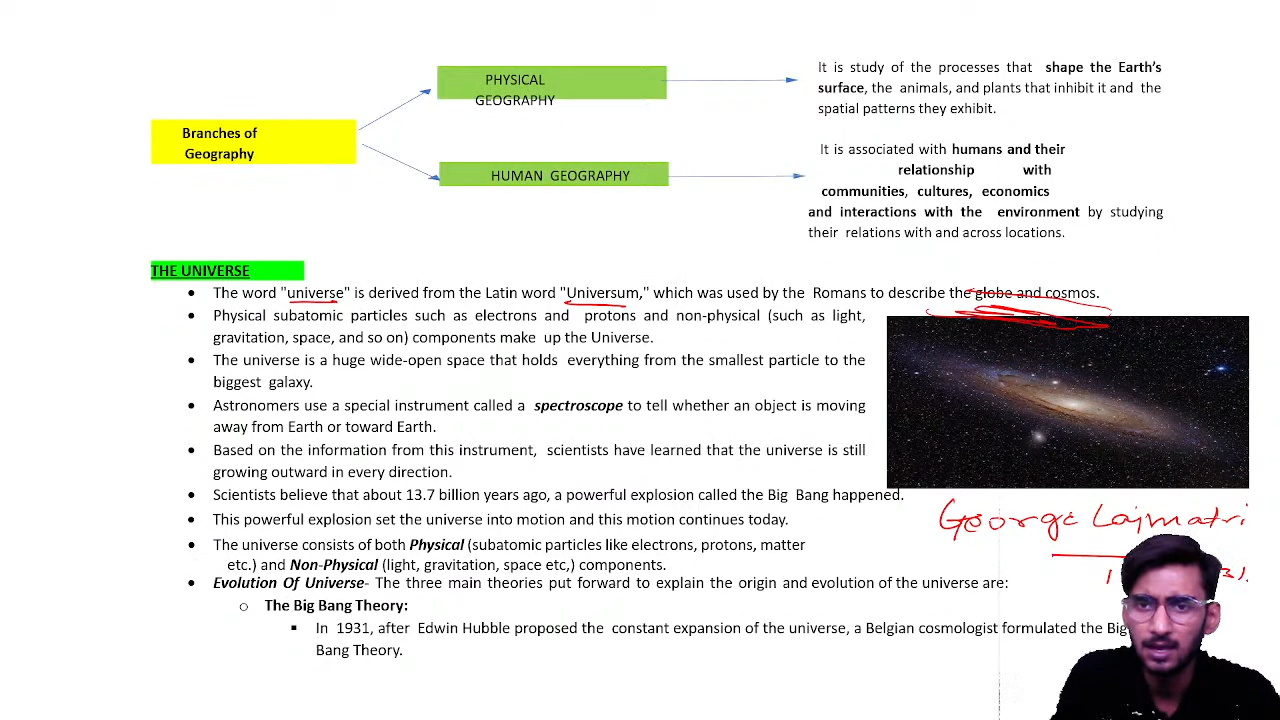 Branches of
Geography
PHYSICAL
GEOGRAPHY
It is study of the processes that shape the Earth's
surface, the animals, and plants that inhibit it and the
spatial patterns they exhibit.
HUMAN GEOGRAPHY
It is associated with humans and their
relationship with
communities, cultures, economics
and interactions with the environment by studying
their relations with and across locations.
THE UNIVERSE
• The word "universe" is derived from the Latin word "Universum," which was used by the Romans to describe the globe and cosmos.
• Physical subatomic particles such as electrons and protons and non-physical (such as light,
gravitation, space, and so on) components make up the Universe.
• The universe is a huge wide-open space that holds everything from the smallest particle to the
biggest galaxy.
• Astronomers use a special instrument called a spectroscope to tell whether an object is moving
away from Earth or toward Earth.
• Based on the information from this instrument, scientists have learned that the universe is still
growing outward in every direction.
• Scientists believe that about 13.7 billion years ago, a powerful explosion called the Big Bang happened.
George Lajmatri
• This powerful explosion set the universe into motion and this motion continues today.
• The universe consists of both Physical (subatomic particles like electrons, protons, matter
etc.) and Non-Physical (light, gravitation, space etc,) components.
• Evolution Of Universe- The three main theories put forward to explain the origin and evolution of the universe are:
o The Big Bang Theory:
▪ In 1931, after Edwin Hubble proposed the constant expansion of the universe, a Belgian cosmologist formulated the Big
Bang Theory.